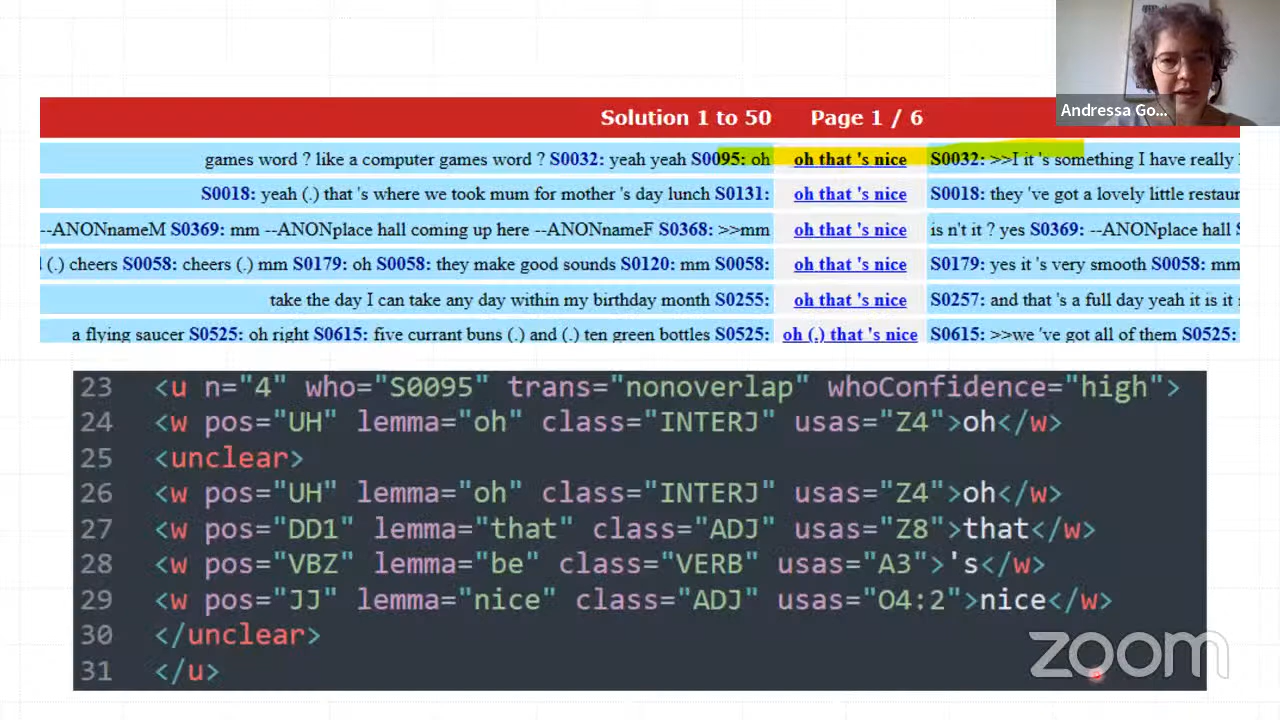 Andressa Go...
Solution 1 to 50 Page 1 / 6
games word ? like a computer games word ? S0032: yeah yeah S0095: oh oh that 's nice S0032: >>I it 's something I have really
S0018: yeah (.) that 's where we took mum for mother 's day lunch S0131: oh that 's nice S0018: they 've got a lovely little restaur
--ANONnameM S0369: mm --ANONplace hall coming up here --ANONnameF S0368: >>mm oh that 's nice is n't it ? yes S0369: --ANONplace hall
(.) cheers S0058: cheers (.) mm S0179: oh S0058: they make good sounds S0120: mm S0058: oh that 's nice S0179: yes it 's very smooth S0058: mm
take the day I can take any day within my birthday month S0255: oh that 's nice S0257: and that 's a full day yeah it is it
a flying saucer S0525: oh right S0615: five currant buns (.) and (.) ten green bottles S0525: oh (.) that 's nice S0615: >>we 've got all of them S0525:
23 <u n="4" who="S0095" trans="nonoverlap" whoConfidence="high">
24 <w pos="UH" lemma="oh" class="INTERJ" usas="Z4">oh</w>
25 <unclear>
26 <w pos="UH" lemma="oh" class="INTERJ" usas="Z4">oh</w>
27 <w pos="DD1" lemma="that" class="ADJ" usas="Z8">that</w>
28 <w pos="VBZ" lemma="be" class="VERB" usas="A3">'s</w>
29 <w pos="JJ" lemma="nice" class="ADJ" usas="O4:2">nice</w>
30 </unclear>
31 </u>
zoom